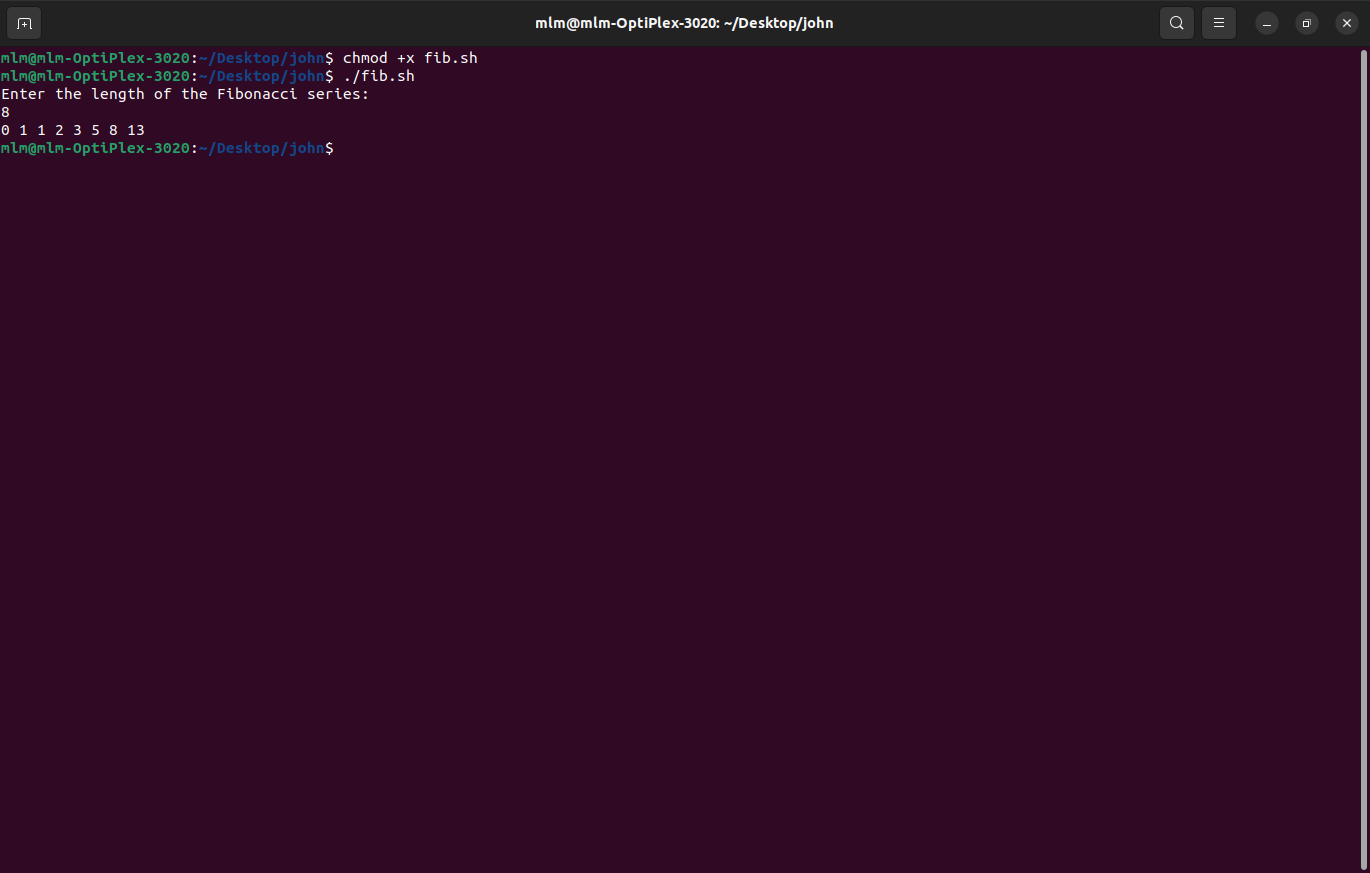 mlm@mlm-OptiPlex-3020: ~/Desktop/john
mlm@mlm-OptiPlex-3020:~/Desktop/john$ chmod +x fib.sh
mlm@mlm-OptiPlex-3020:~/Desktop/john$ ./fib.sh
Enter the length of the Fibonacci series:
8
0 1 1 2 3 5 8 13
mlm@mlm-OptiPlex-3020:~/Desktop/john$